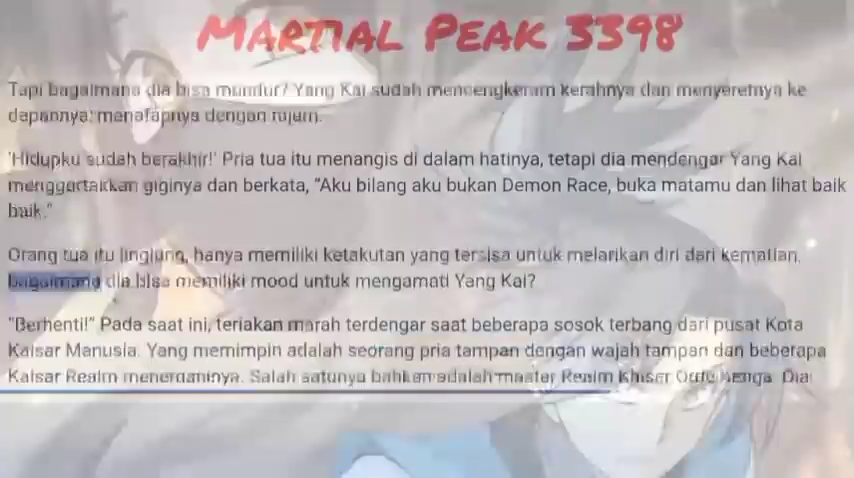 MARTIAL PEAK 3398
Tapi bagaimana dia bisa mundur? Yang Kai sudah mencengkeram kerahnya dan menyeretnya ke
depannya, menatapnya dengan tajam.
'Hidupku sudah berakhir!' Pria tua itu menangis di dalam hatinya, tetapi dia mendengar Yang Kai
menggertakkan giginya dan berkata, "Aku bilang aku bukan Demon Race, buka matamu dan lihat baik
baik."
Orang tua itu linglung, hanya memiliki ketakutan yang tersisa untuk melarikan diri dari kematian,
bagaimana dia bisa memiliki mood untuk mengamati Yang Kai?
"Berhenti!" Pada saat ini, teriakan marah terdengar saat beberapa sosok terbang dari pusat Kota
Kaisar Manusia. Yang memimpin adalah seorang pria tampan dengan wajah tampan dan beberapa
Kaisar Realm menemaninya. Salah satunya bahkan adalah master Realm Kaiser Orde Dia